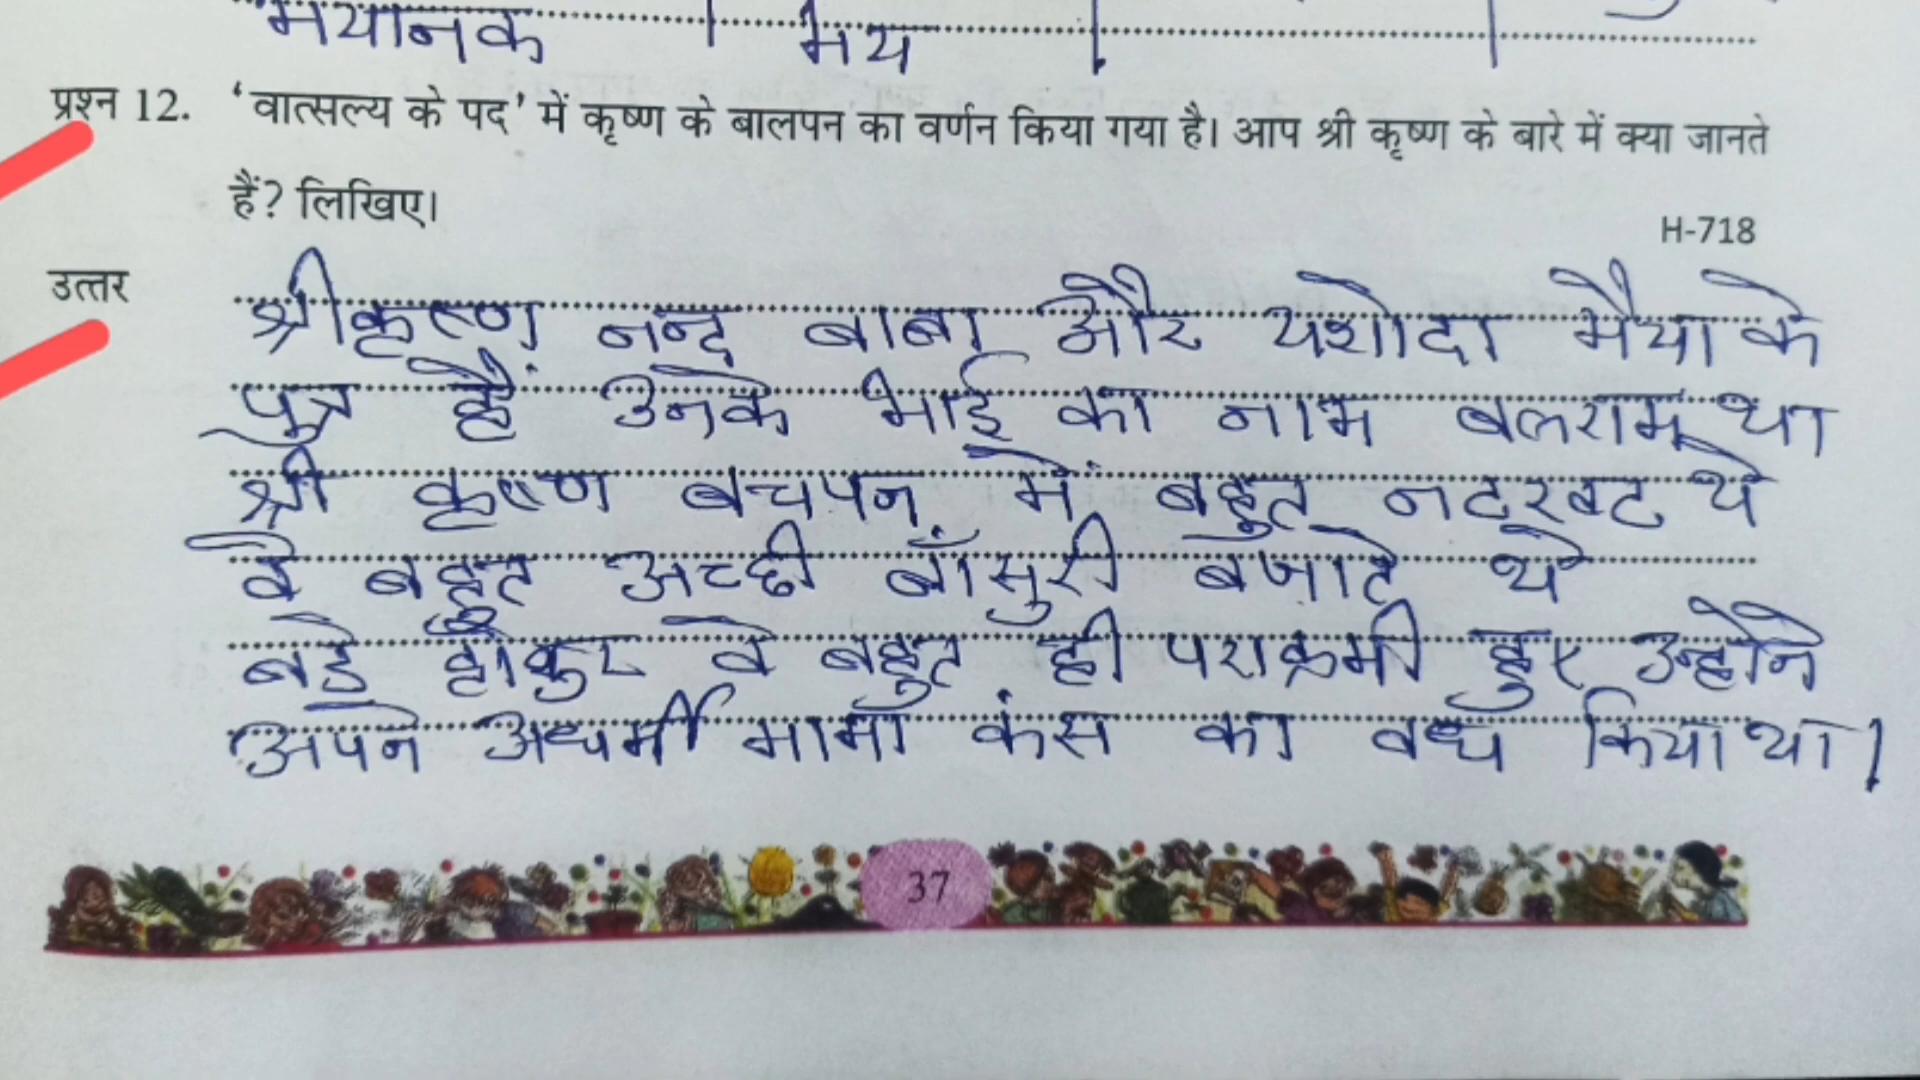 भयानक भय
प्रश्न 12. 'वात्सल्य के पद' में कृष्ण के बालपन का वर्णन किया गया है। आप श्री कृष्ण के बारे में क्या जानते
हैं? लिखिए।
H-718
उत्तर
श्रीकृष्ण नन्द बाबा और यशोदा मैया के
पुत्र हैं उनके भाई का नाम बलराम था
श्री कृष्ण बचपन में बहुत नटखट थे
वे बहुत अच्छी बाँसुरी बजाते थे
बड़े होकर वे बहुत ही पराक्रमी हुए उन्होने
अपने अधर्मी मामा कंस का वध किया था।
37